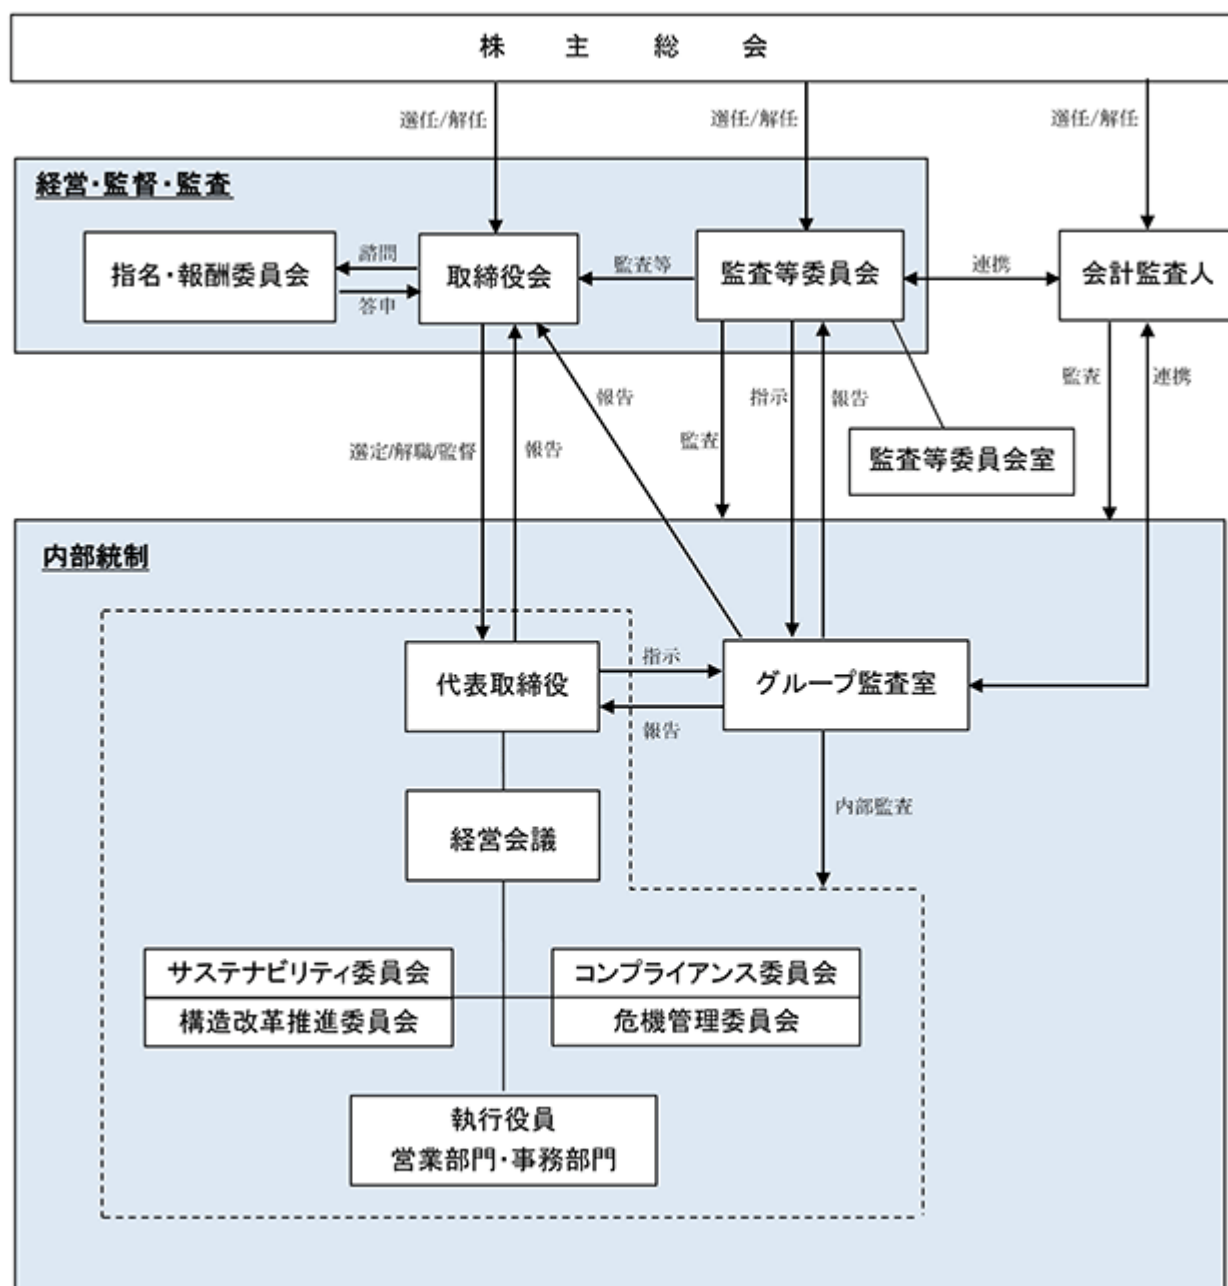 株主総会
選任/解任
選任/解任
選任/解任
経営・監督・監査
指名・報酬委員会
諮問
答申
取締役会
監査等
監査等委員会
連携
会計監査人
選定/解職/監督
報告
報告
監査
指示
報告
監査等委員会室
監査
連携
内部統制
代表取締役
指示
報告
グループ監査室
経営会議
内部監査
サステナビリティ委員会
構造改革推進委員会
コンプライアンス委員会
危機管理委員会
執行役員
営業部門・事務部門